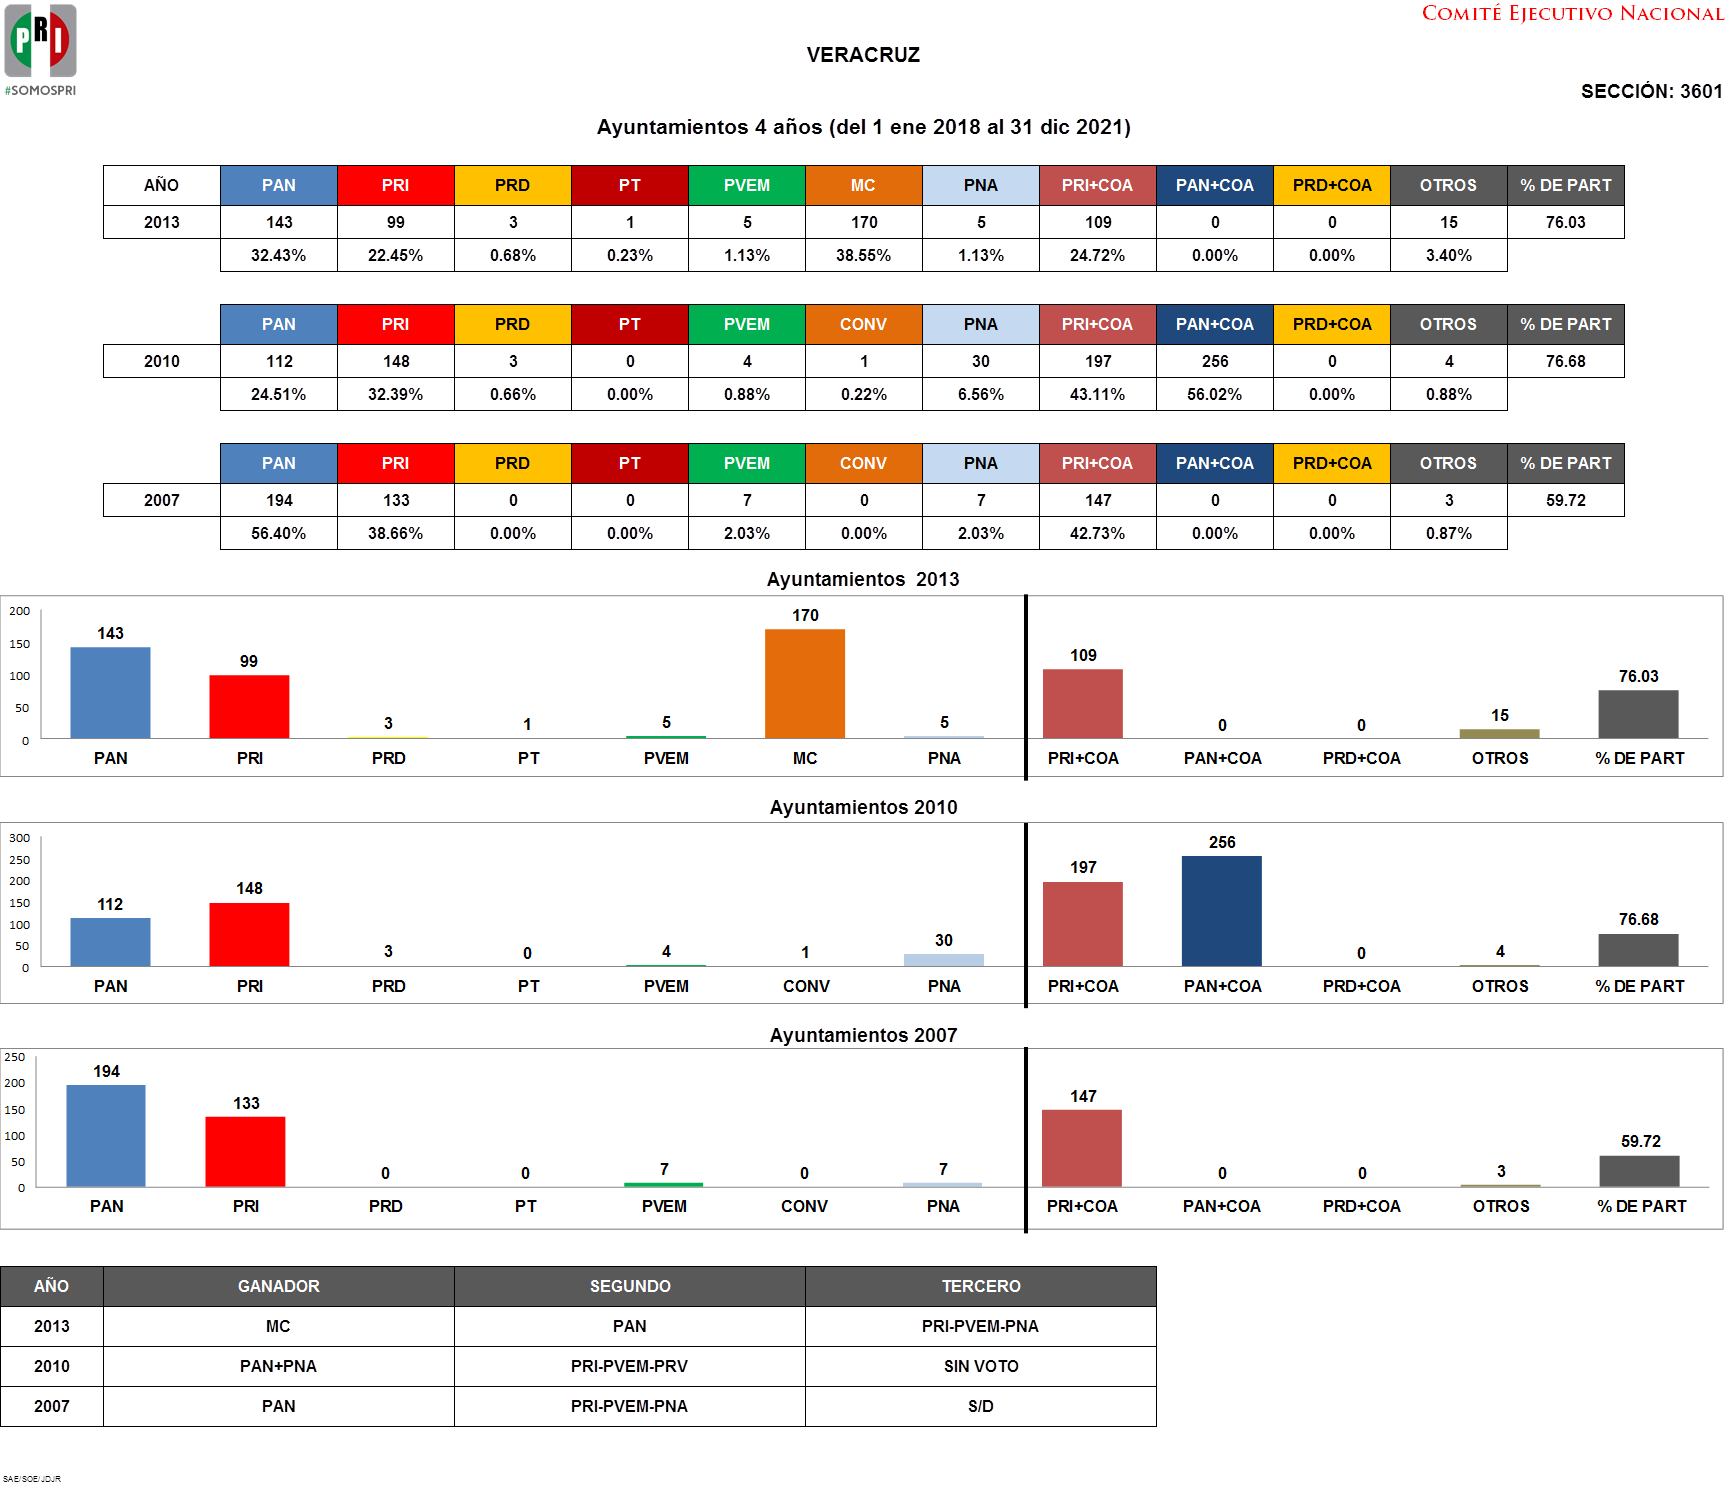 PRI
#SOMOSPRI
COMITÉ EJECUTIVO NACIONAL
VERACRUZ
SECCIÓN: 3601
Ayuntamientos 4 años (del 1 ene 2018 al 31 dic 2021)
AÑO PAN PRI PRD PT PVEM MC PNA PRI+COA PAN+COA PRD+COA OTROS % DE PART
2013 143 99 3 1 5 170 5 109 0 0 15 76.03
32.43% 22.45% 0.68% 0.23% 1.13% 38.55% 1.13% 24.72% 0.00% 0.00% 3.40%
PAN PRI PRD PT PVEM CONV PNA PRI+COA PAN+COA PRD+COA OTROS % DE PART
2010 112 148 3 0 4 1 30 197 256 0 4 76.68
24.51% 32.39% 0.66% 0.00% 0.88% 0.22% 6.56% 43.11% 56.02% 0.00% 0.88%
PAN PRI PRD PT PVEM CONV PNA PRI+COA PAN+COA PRD+COA OTROS % DE PART
2007 194 133 0 0 7 0 7 147 0 0 3 59.72
56.40% 38.66% 0.00% 0.00% 2.03% 0.00% 2.03% 42.73% 0.00% 0.00% 0.87%
Ayuntamientos 2013
200
150
100
50
0
143 99 3 1 5 170 5 109 0 0 15 76.03
PAN PRI PRD PT PVEM MC PNA PRI+COA PAN+COA PRD+COA OTROS % DE PART
Ayuntamientos 2010
300
250
200
150
100
50
0
112 148 3 0 4 1 30 197 256 0 4 76.68
PAN PRI PRD PT PVEM CONV PNA PRI+COA PAN+COA PRD+COA OTROS % DE PART
Ayuntamientos 2007
250
200
150
100
50
0
194 133 0 0 7 0 7 147 0 0 3 59.72
PAN PRI PRD PT PVEM CONV PNA PRI+COA PAN+COA PRD+COA OTROS % DE PART
AÑO GANADOR SEGUNDO TERCERO
2013 MC PAN PRI-PVEM-PNA
2010 PAN+PNA PRI-PVEM-PRV SIN VOTO
2007 PAN PRI-PVEM-PNA S/D
SAE/SOE/JDJR